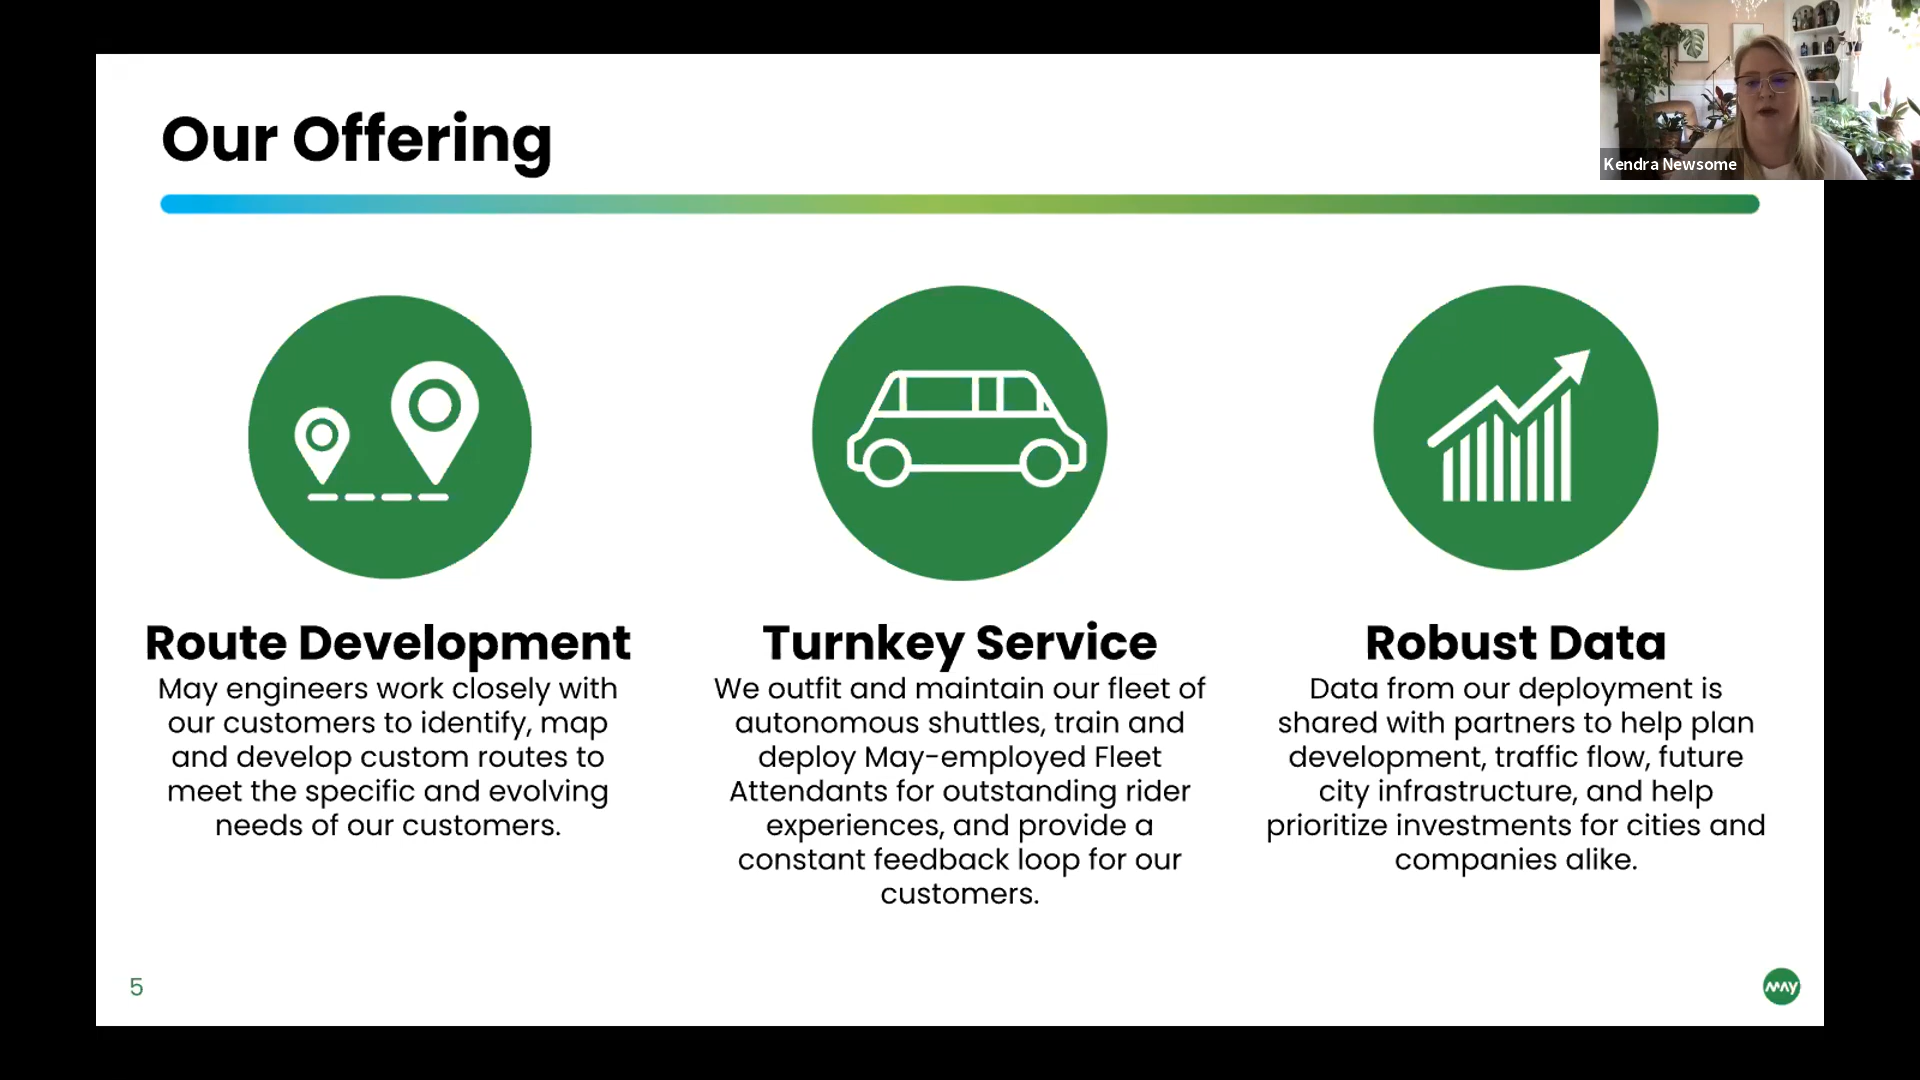 Our Offering
Kendra Newsome
Route Development
May engineers work closely with
our customers to identify, map
and develop custom routes to
meet the specific and evolving
needs of our customers.
Turnkey Service
We outfit and maintain our fleet of
autonomous shuttles, train and
deploy May-employed Fleet
Attendants for outstanding rider
experiences, and provide a
constant feedback loop for our
customers.
Robust Data
Data from our deployment is
shared with partners to help plan
development, traffic flow, future
city infrastructure, and help
prioritize investments for cities and
companies alike.
5
MAY